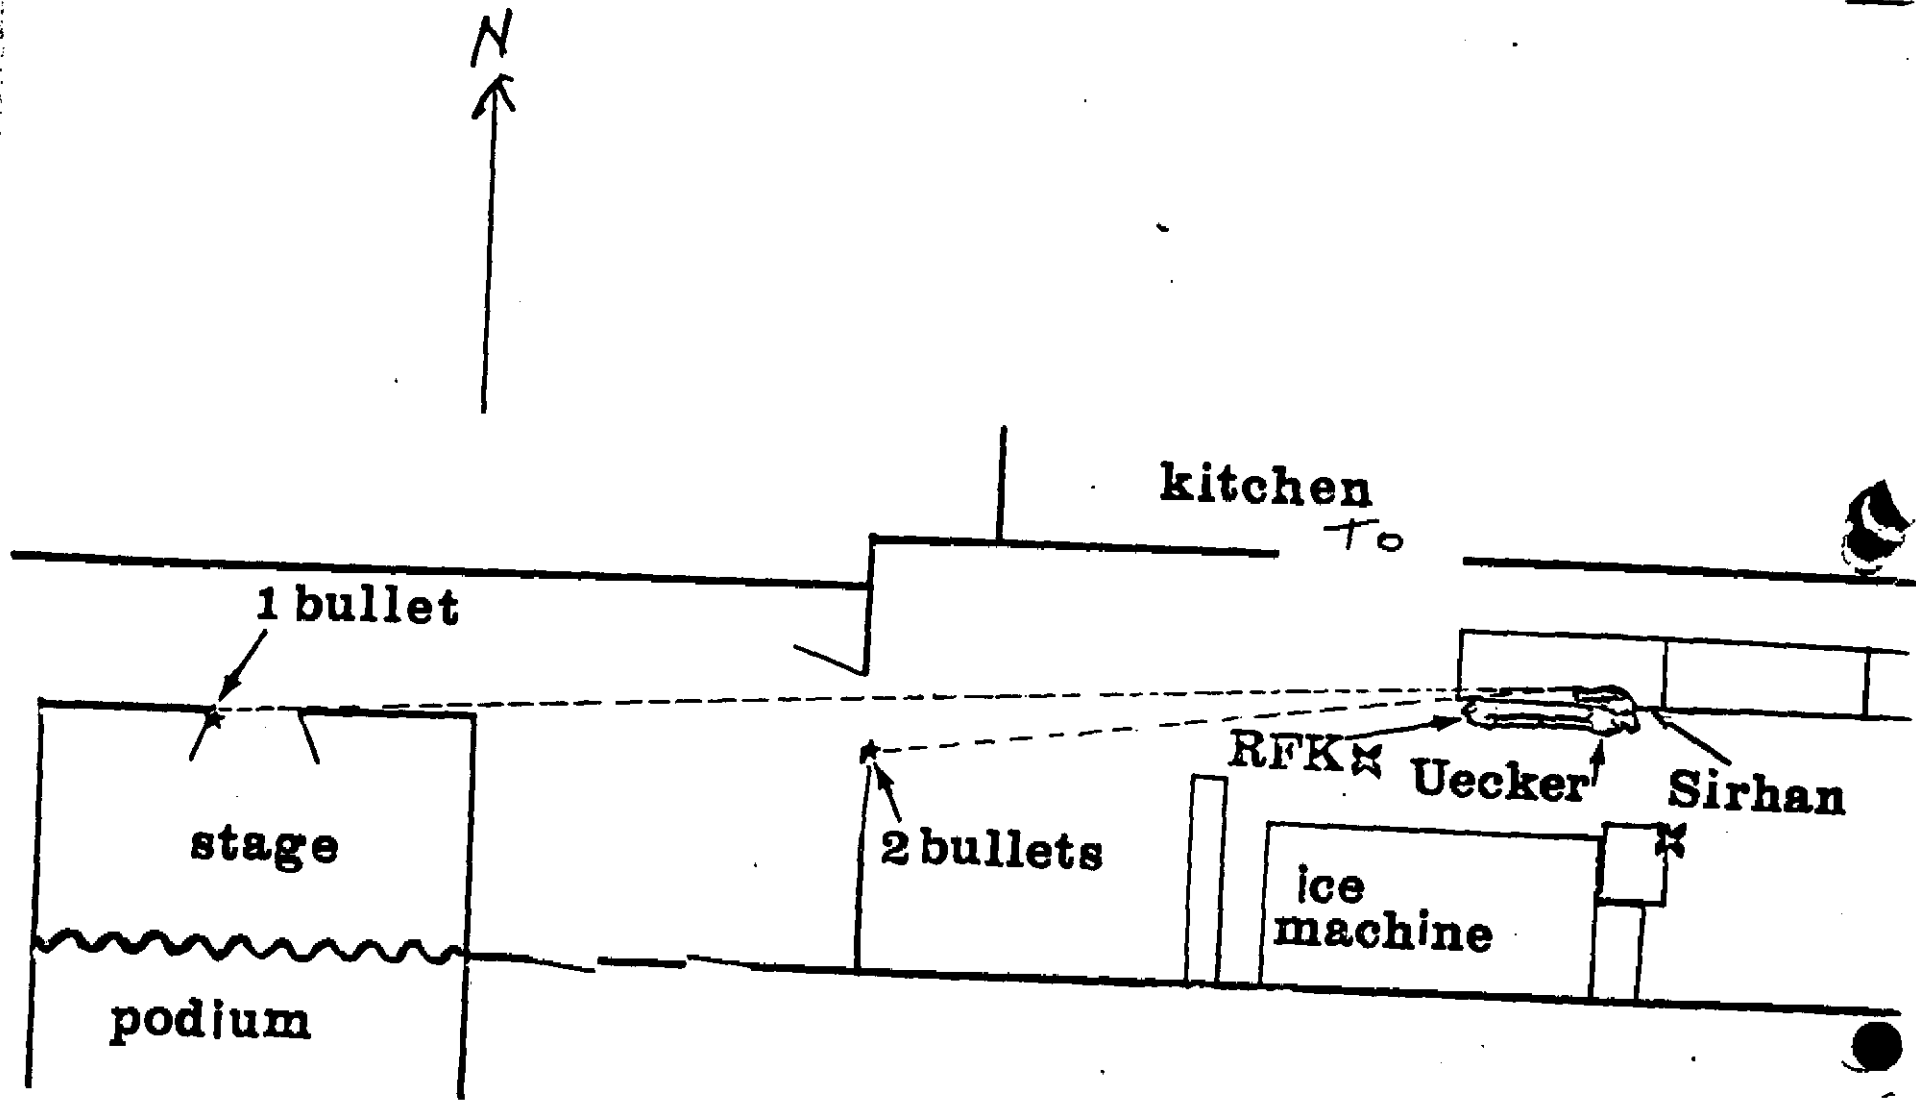 N
kitchen
To
1 bullet
RFK
Uecker
Sirhan
stage
2 bullets
ice
machine
podium